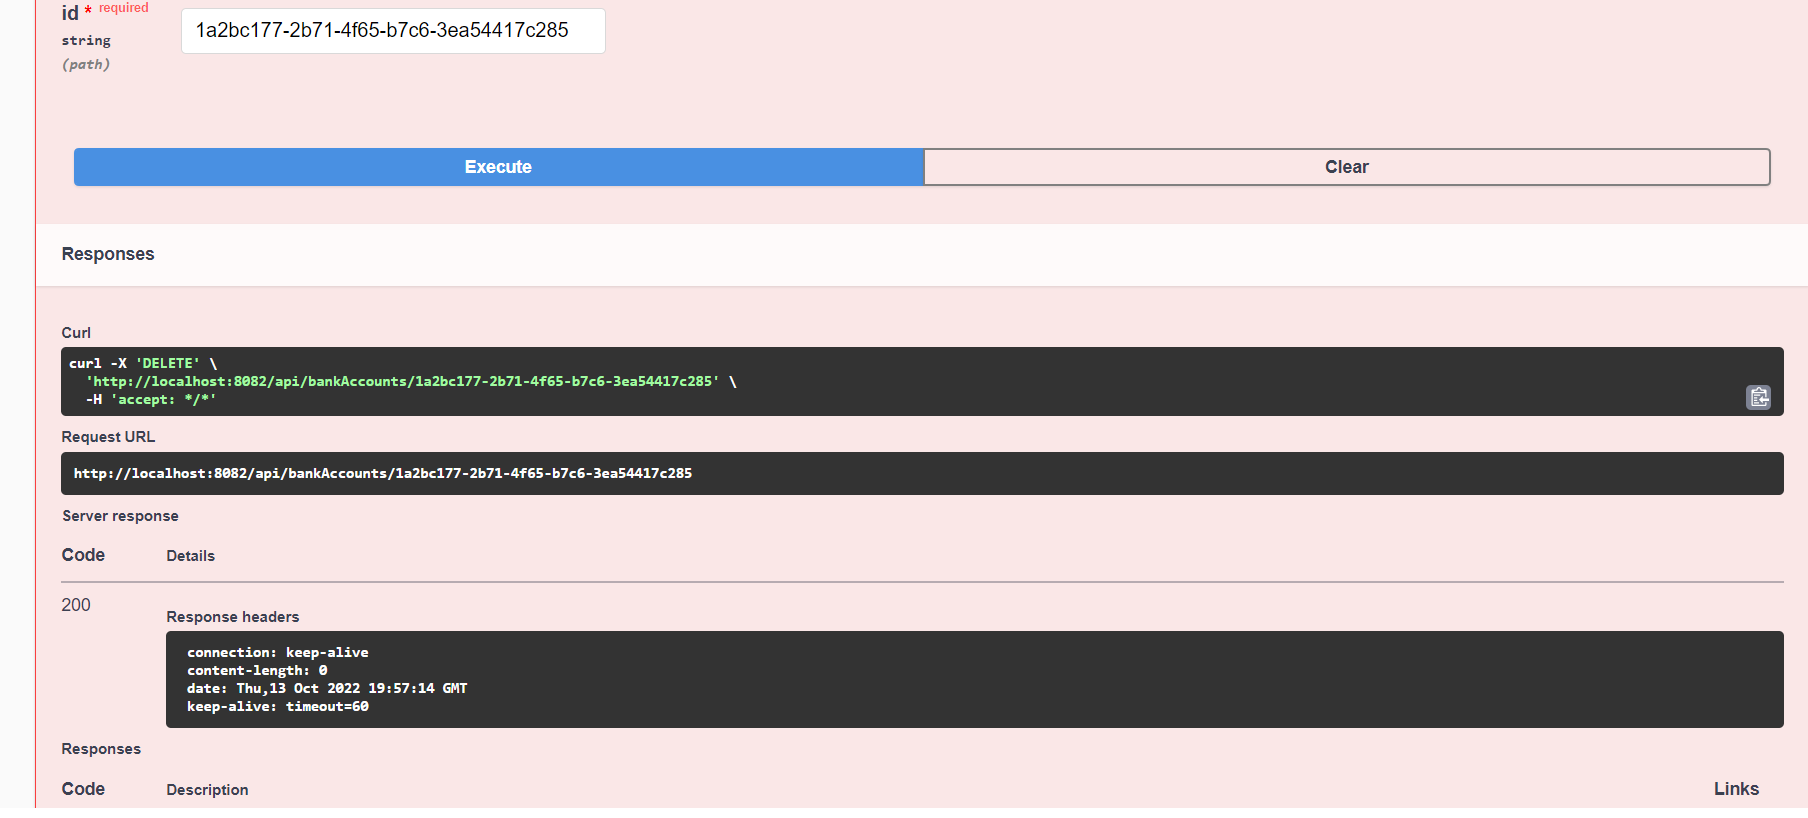 id * required
string
(path)
1a2bc177-2b71-4f65-b7c6-3ea54417c285
Execute
Clear
Responses
Curl
curl -X 'DELETE' \
'http://localhost:8082/api/bankAccounts/1a2bc177-2b71-4f65-b7c6-3ea54417c285' \
-H 'accept: */*'
Request URL
http://localhost:8082/api/bankAccounts/1a2bc177-2b71-4f65-b7c6-3ea54417c285
Server response
Code Details
200
Response headers
connection: keep-alive
content-length: 0
date: Thu,13 Oct 2022 19:57:14 GMT
keep-alive: timeout=60
Responses
Code Description Links